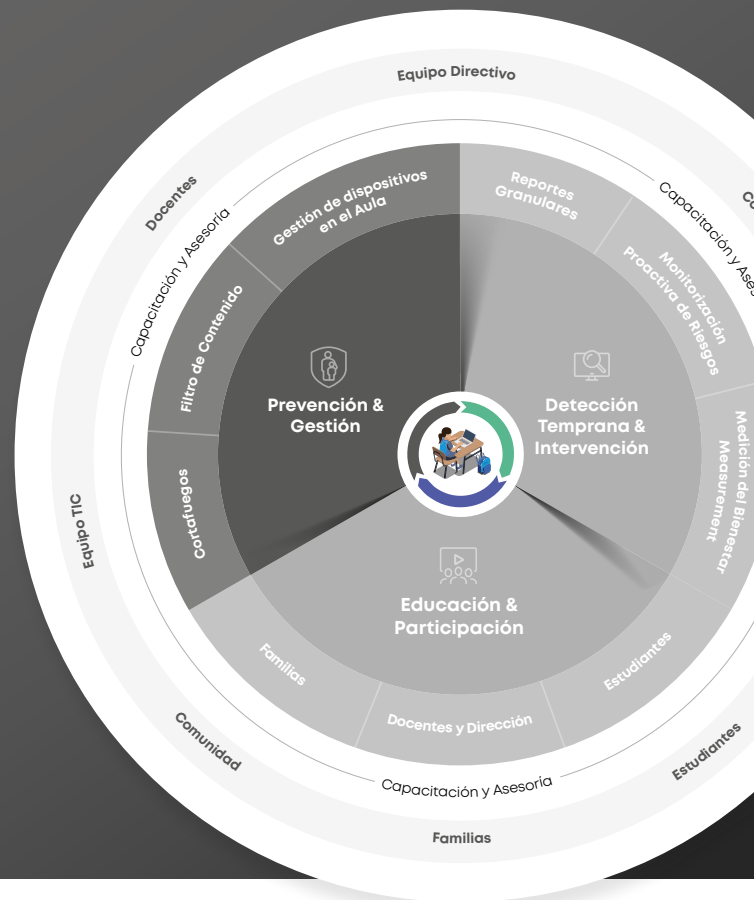 Equipo Directivo
Docentes
Capacitación y Asesoría
Capacitación y Ases
Co
Gestión de dispositivos
en el Aula
Reportes
Granulares
Monitorización
Proactiva de Riesgos
Filtro de Contenido
Prevención &
Gestión
Detección
Temprana &
Intervención
Medición del Bienestar
Measurement
Cortafuegos
Equipo TIC
Educación &
Participación
Familias
Docentes y Dirección
Estudiantes
Capacitación y Asesoría
Comunidad
Estudiantes
Familias